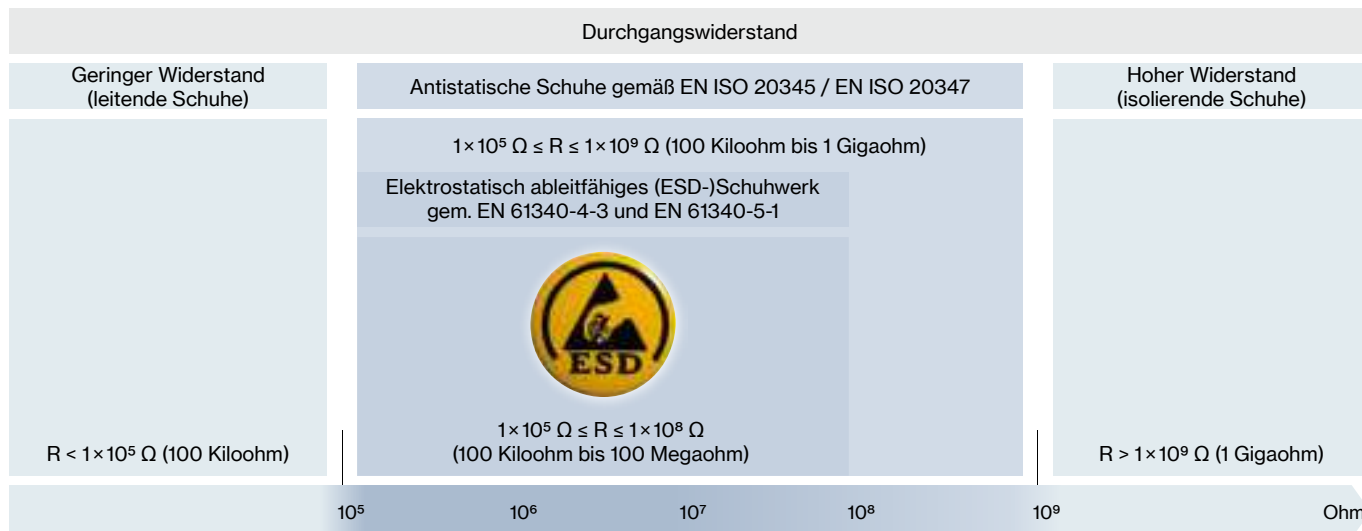 Durchgangswiderstand
Geringer Widerstand
(leitende Schuhe)
Antistatische Schuhe gemäß EN ISO 20345 / EN ISO 20347
Hoher Widerstand
(isolierende Schuhe)
1×10⁵ Ω ≤ R ≤ 1×10⁹ Ω (100 Kiloohm bis 1 Gigaohm)
Elektrostatisch ableitfähiges (ESD-)Schuhwerk
gem. EN 61340-4-3 und EN 61340-5-1
ESD
1×10⁵ Ω ≤ R ≤ 1×10⁸ Ω
(100 Kiloohm bis 100 Megaohm)
R < 1×10⁵ Ω (100 Kiloohm)
R > 1×10⁹ Ω (1 Gigaohm)
10⁵ 10⁶ 10⁷ 10⁸ 10⁹ Ohm